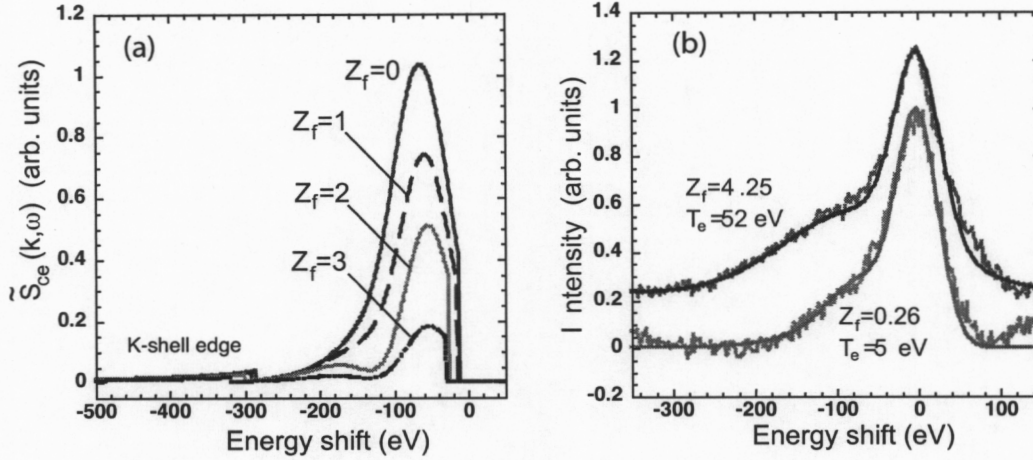 (a)
Z_f=0
Z_f=1
Z_f=2
Z_f=3
K-shell edge
S̃_ce (k,ω) (arb. units)
1.2
1
0.8
0.6
0.4
0.2
0
-500 -400 -300 -200 -100 0
Energy shift (eV)
(b)
Z_f=4.25
T_e=52 eV
Z_f=0.26
T_e=5 eV
I ntensity (arb. units)
1.4
1.2
1.0
0.8
0.6
0.4
0.2
0
-0.2
-300 -200 -100 0 100
Energy shift (eV)